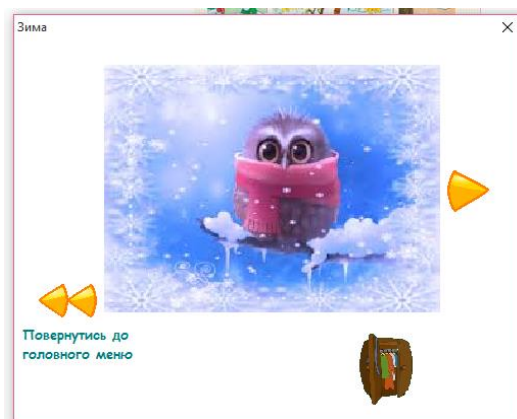 Зима
Повернутись до
головного меню